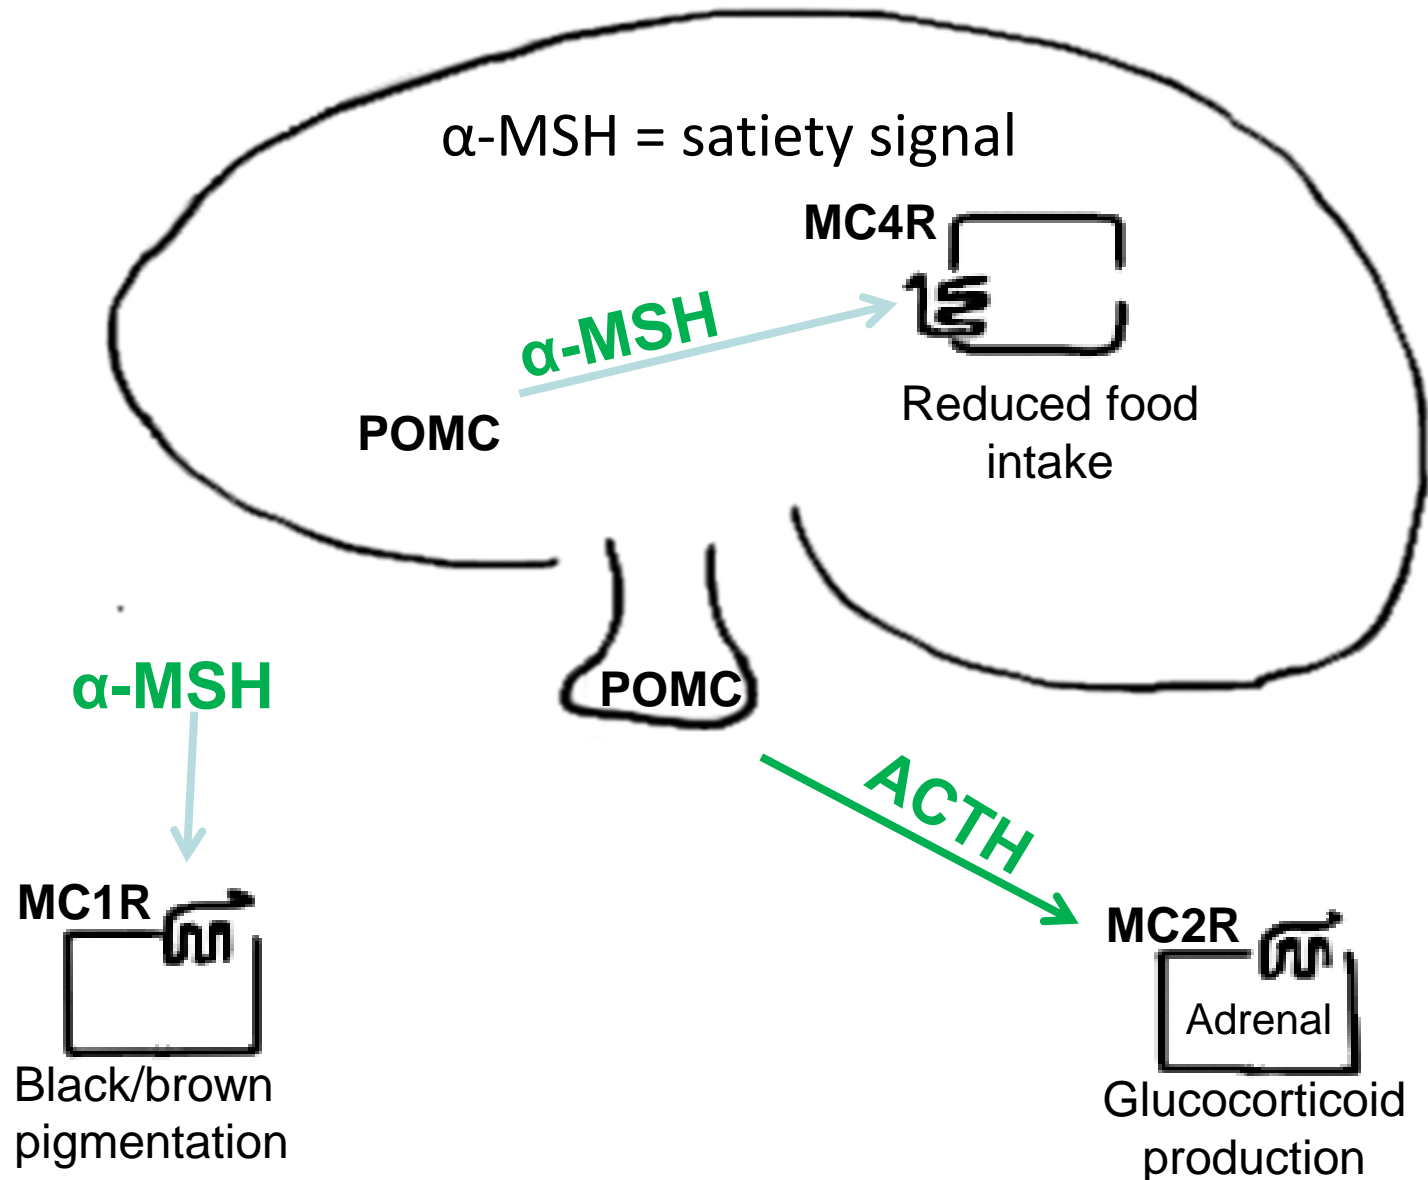 α-MSH = satiety signal
MC4R
α-MSH
POMC
Reduced food
intake
POMC
α-MSH
ACTH
MC1R
Black/brown
pigmentation
MC2R
Adrenal
Glucocorticoid
production